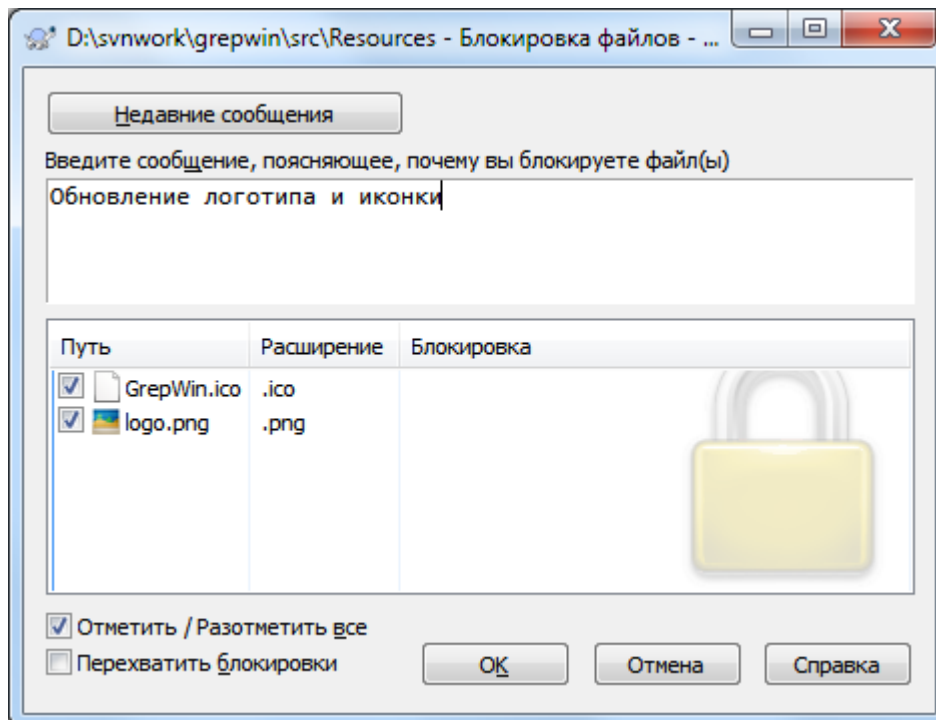 D:\svnwork\grepwin\src\Resources - Блокировка файлов - ...
Недавние сообщения
Введите сообщение, поясняющее, почему вы блокируете файл(ы)
Обновление логотипа и иконки
Путь Расширение Блокировка
GrepWin.ico .ico
logo.png .png
Отметить / Разотметить все
Перехватить блокировки
OK Отмена Справка